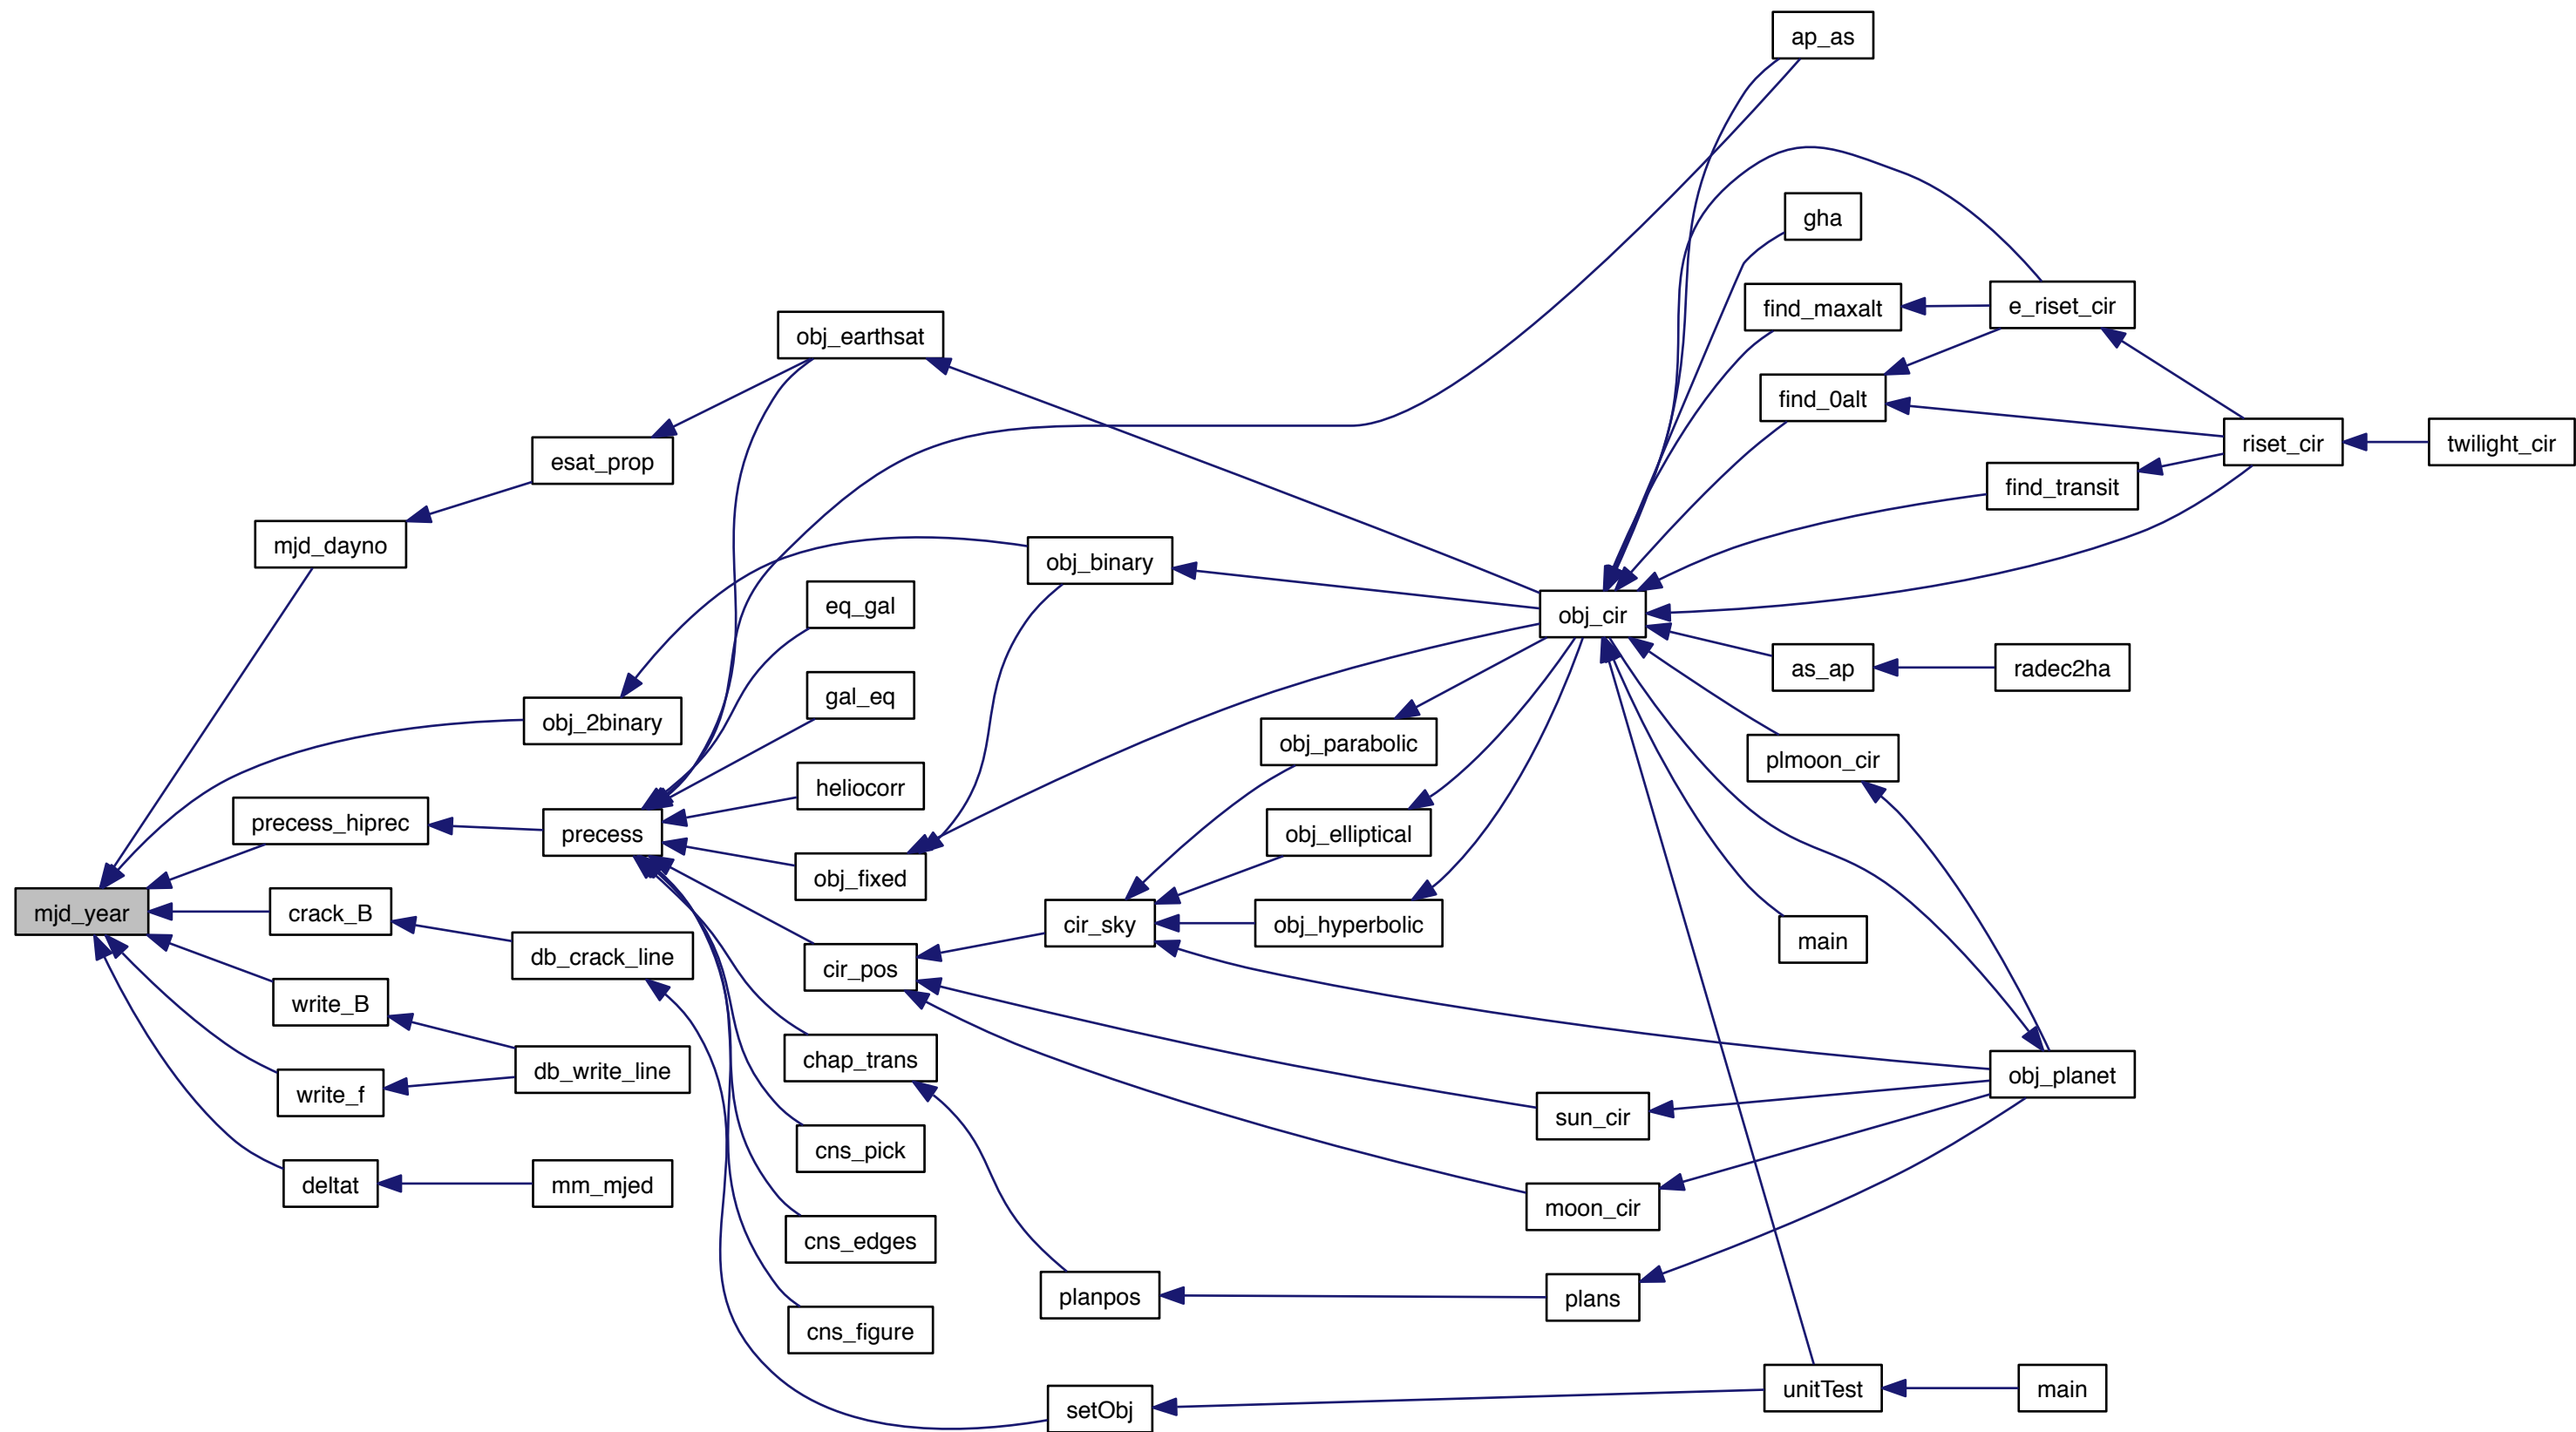 ap_as
gha
find_maxalt
e_riset_cir
obj_earthsat
find_0alt
riset_cir
twilight_cir
esat_prop
find_transit
mjd_dayno
obj_binary
eq_gal
obj_cir
as_ap
radec2ha
gal_eq
obj_2binary
obj_parabolic
plmoon_cir
heliocorr
precess_hiprec
precess
obj_elliptical
obj_fixed
mjd_year
crack_B
cir_sky
obj_hyperbolic
main
db_crack_line
cir_pos
write_B
chap_trans
db_write_line
obj_planet
write_f
sun_cir
cns_pick
deltat
mm_mjed
moon_cir
cns_edges
planpos
plans
cns_figure
unitTest
main
setObj